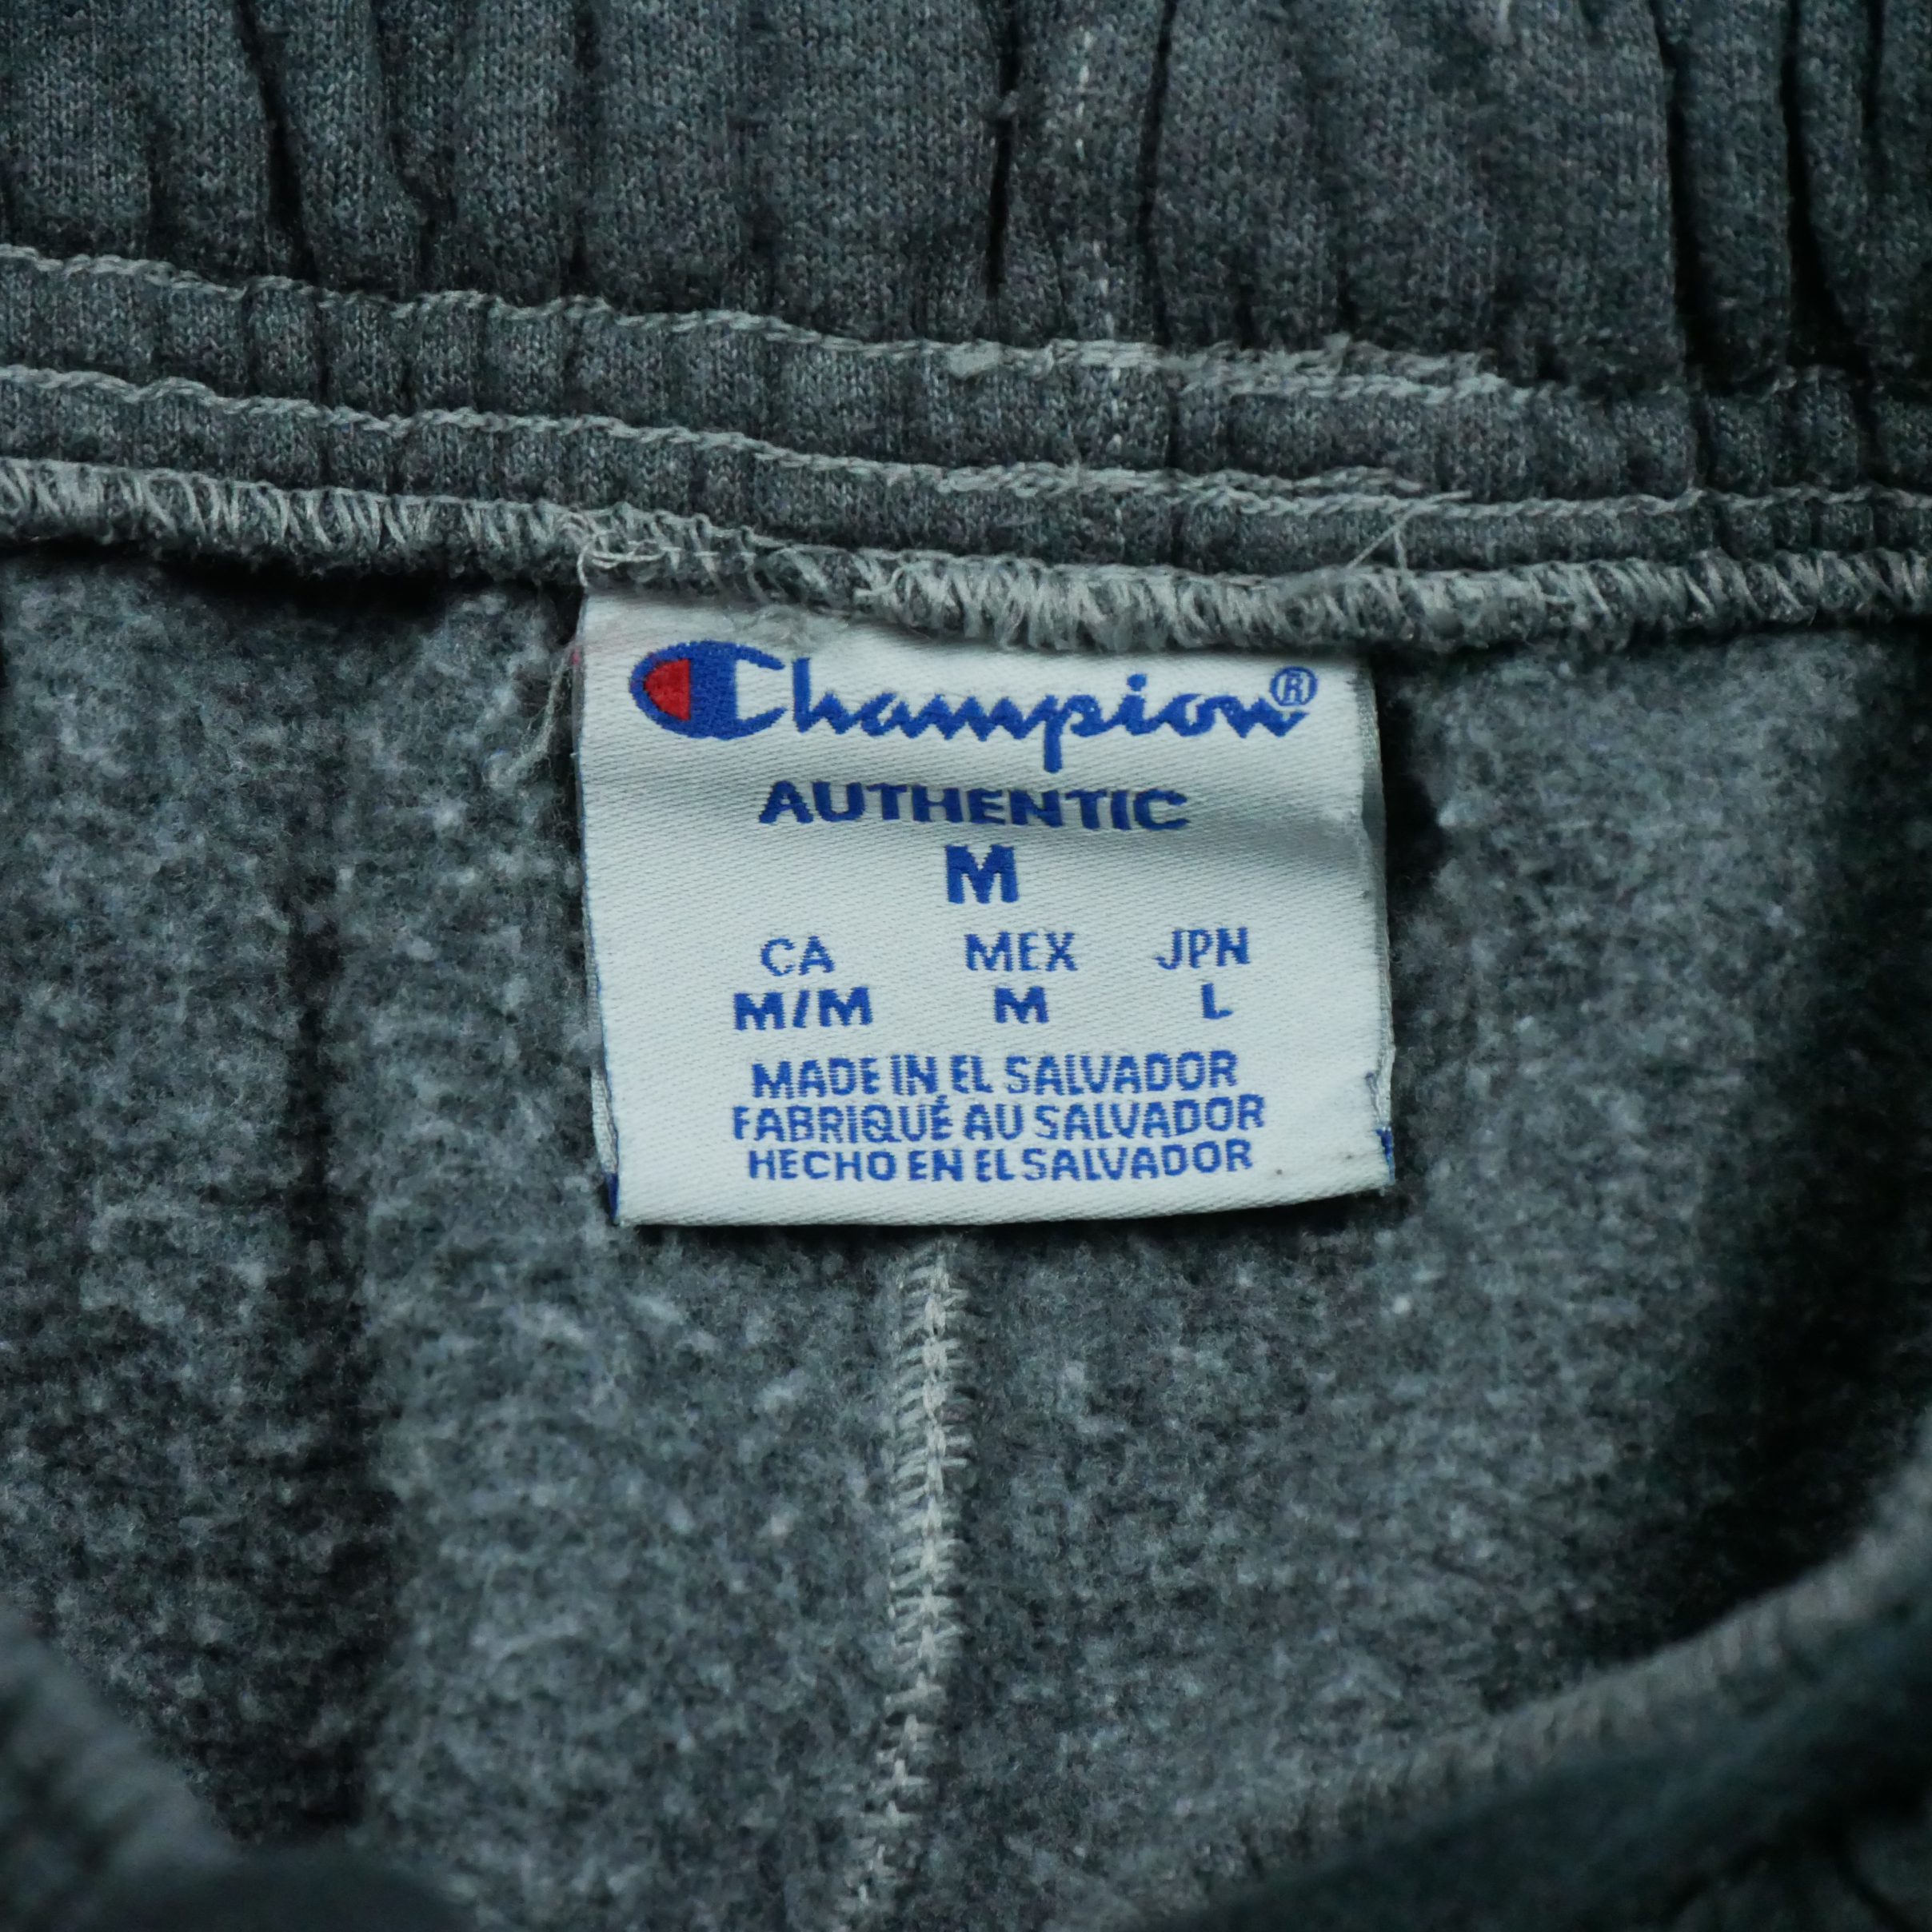 Champion®
AUTHENTIC
M
CA MEX JPN
M/M M L
MADE IN EL SALVADOR
FABRIQUÉ AU SALVADOR
HECHO EN EL SALVADOR